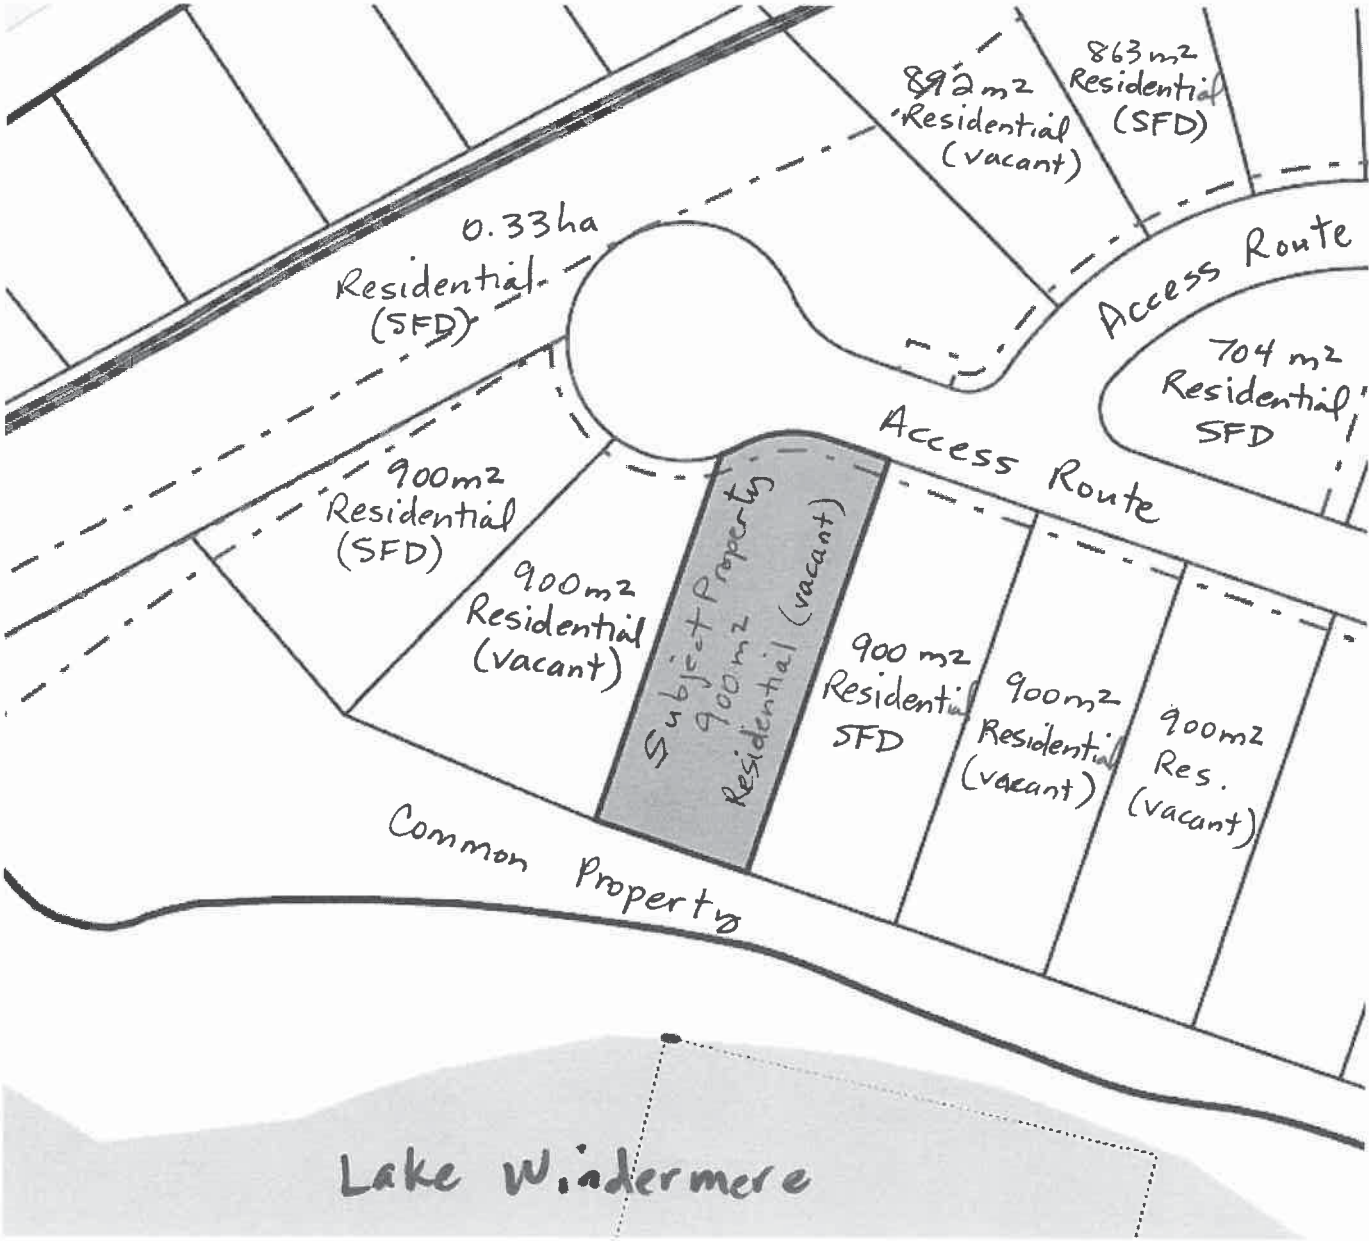 863m2
Residential
(SFD)
892m2
Residential
(vacant)
0.33ha
Residential
(SFD)
Access Route
704 m2
Residential
SFD
Access Route
900m2
Residential
(SFD)
900m2
Residential
(vacant)
Subject Property
900m2
Residential (vacant)
900 m2
Residential
SFD
900m2
Residential
(vacant)
900m2
Res.
(vacant)
Common Property
Lake Windermere